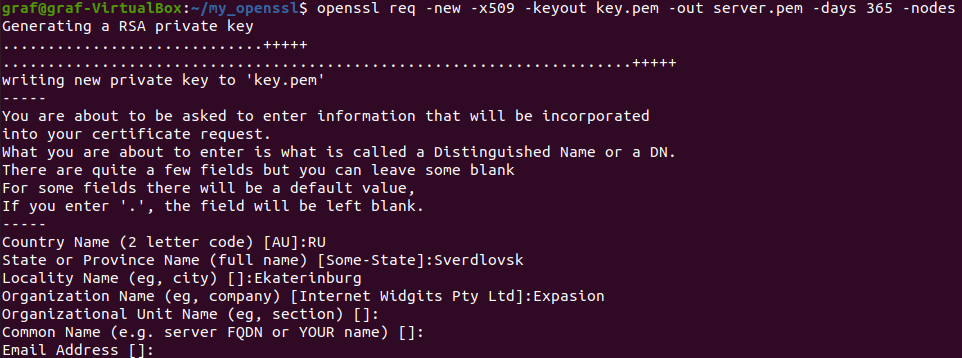 graf@graf-VirtualBox:~/my_openssl$ openssl req -new -x509 -keyout key.pem -out server.pem -days 365 -nodes
Generating a RSA private key
.............................+++++
......................................................................+++++
writing new private key to 'key.pem'
-----
You are about to be asked to enter information that will be incorporated
into your certificate request.
What you are about to enter is what is called a Distinguished Name or a DN.
There are quite a few fields but you can leave some blank
For some fields there will be a default value,
If you enter '.', the field will be left blank.
-----
Country Name (2 letter code) [AU]:RU
State or Province Name (full name) [Some-State]:Sverdlovsk
Locality Name (eg, city) []:Ekaterinburg
Organization Name (eg, company) [Internet Widgits Pty Ltd]:Expasion
Organizational Unit Name (eg, section) []:
Common Name (e.g. server FQDN or YOUR name) []:
Email Address []: